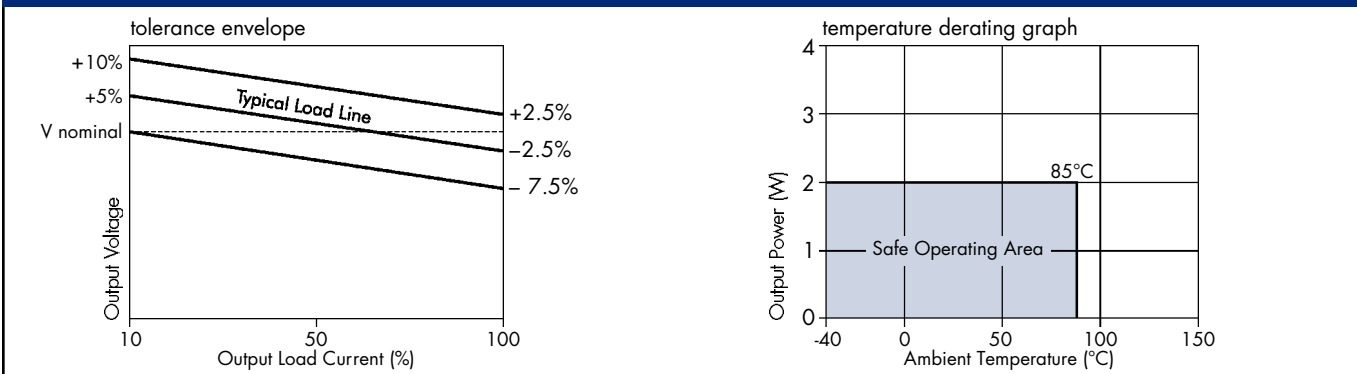 tolerance envelope
+10%
+5%
V nominal
Typical Load Line
+2.5%
–2.5%
– 7.5%
Output Voltage
10
50
100
Output Load Current (%)
temperature derating graph
4
3
2
1
0
Output Power (W)
85°C
Safe Operating Area
-40
0
50
100
150
Ambient Temperature (°C)